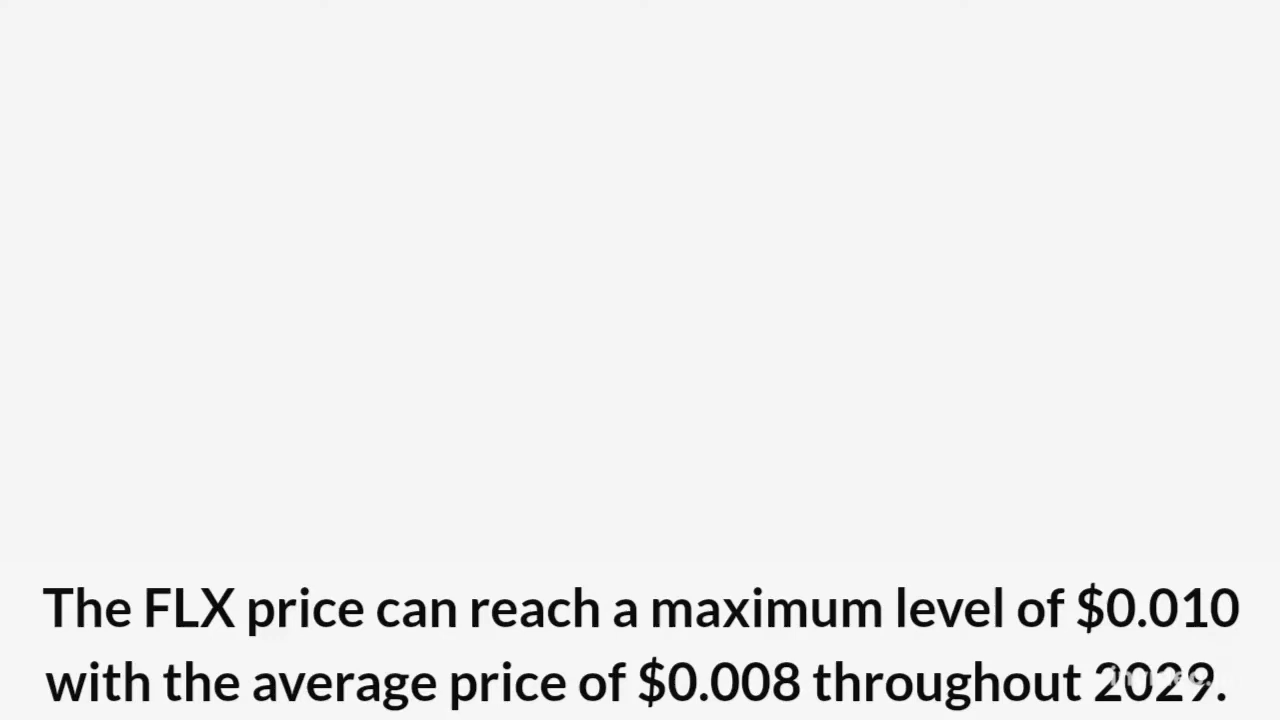 The FLX price can reach a maximum level of $0.010
with the average price of $0.008 throughout 2029.